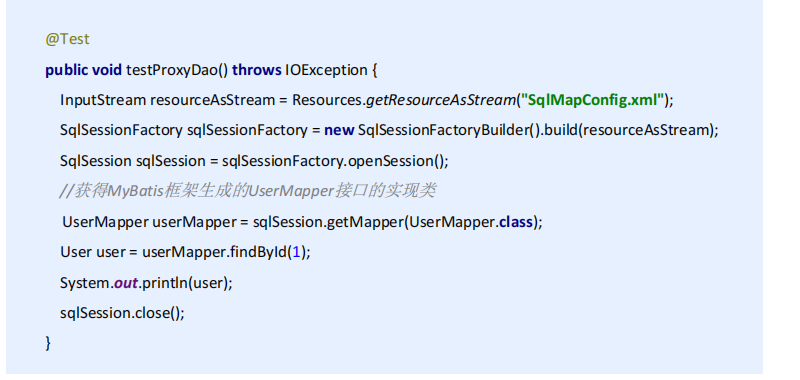 @Test
public void testProxyDao() throws IOException {
InputStream resourceAsStream = Resources.getResourceAsStream("SqlMapConfig.xml");
SqlSessionFactory sqlSessionFactory = new SqlSessionFactoryBuilder().build(resourceAsStream);
SqlSession sqlSession = sqlSessionFactory.openSession();
//获得MyBatis框架生成的UserMapper接口的实现类
UserMapper userMapper = sqlSession.getMapper(UserMapper.class);
User user = userMapper.findById(1);
System.out.println(user);
sqlSession.close();
}